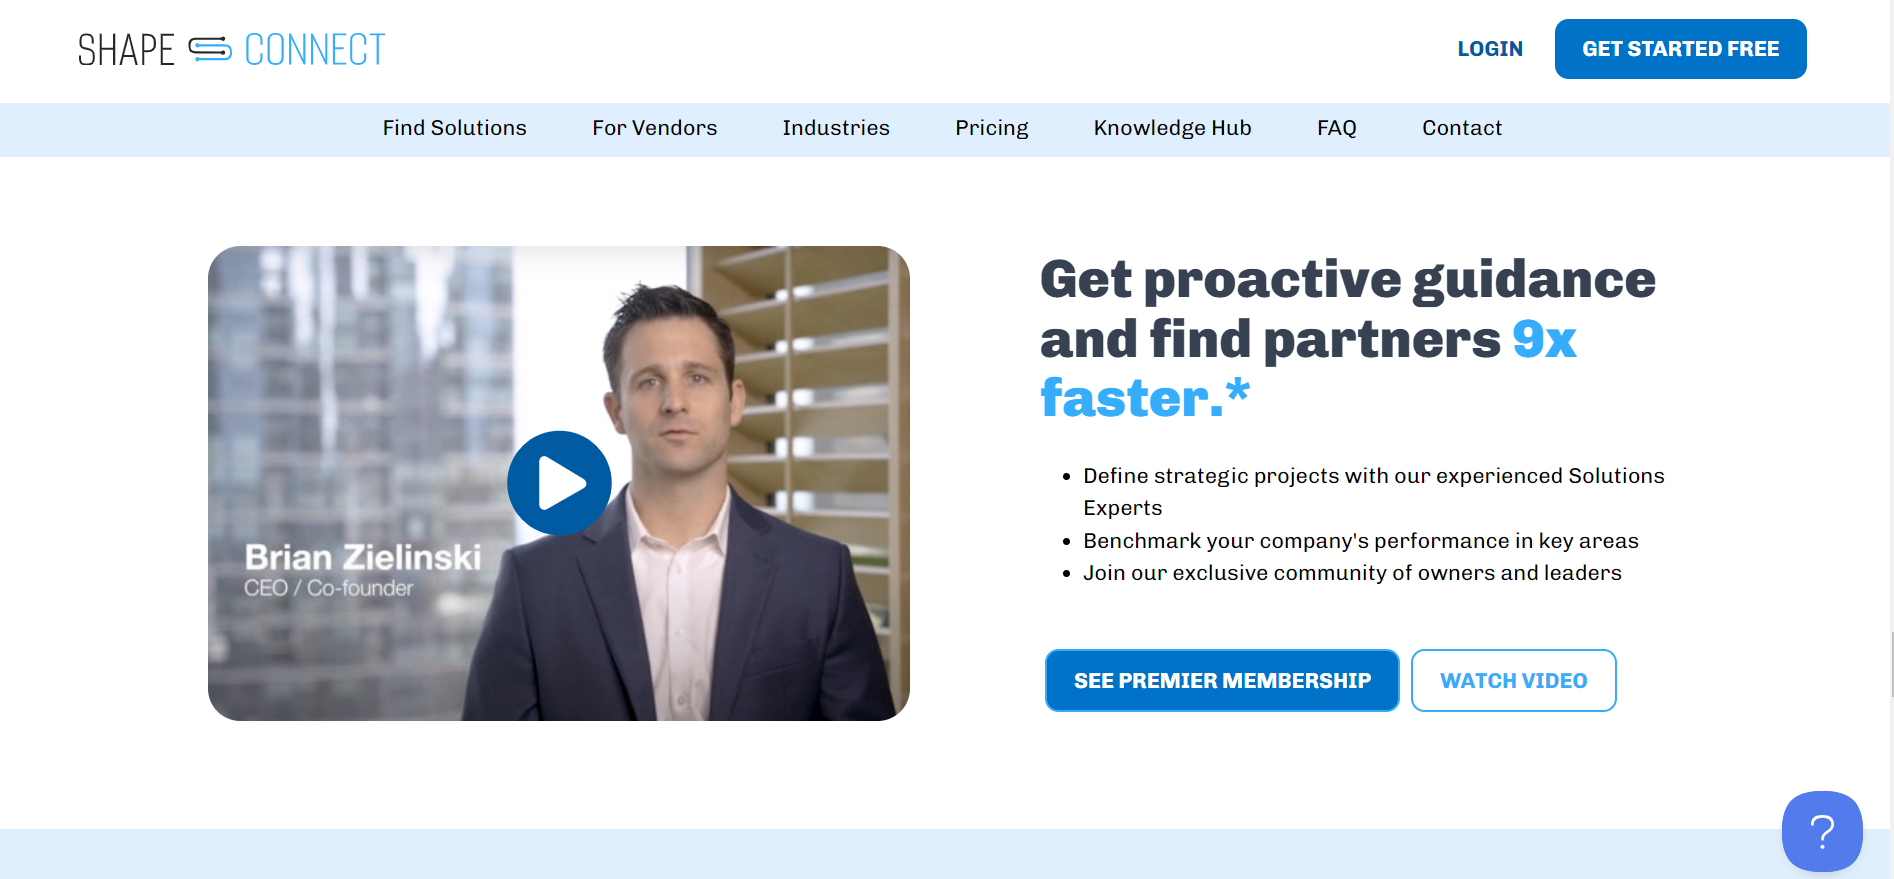 SHAPE CONNECT
LOGIN
GET STARTED FREE
Find Solutions
For Vendors
Industries
Pricing
Knowledge Hub
FAQ
Contact
Brian Zielinski
CEO / Co-founder
Get proactive guidance
and find partners 9x
faster.*
• Define strategic projects with our experienced Solutions
Experts
• Benchmark your company's performance in key areas
• Join our exclusive community of owners and leaders
SEE PREMIER MEMBERSHIP
WATCH VIDEO
?